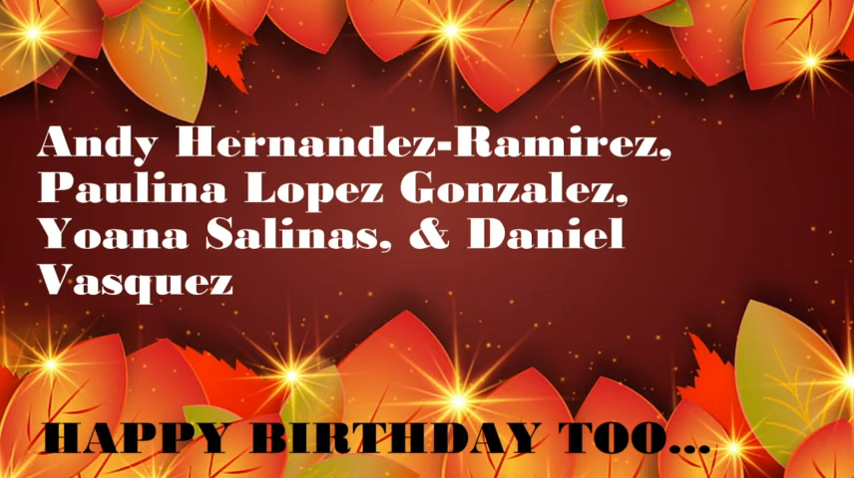 Andy Hernandez-Ramirez,
Paulina Lopez Gonzalez,
Yoana Salinas, & Daniel
Vasquez
HAPPY BIRTHDAY TOO...